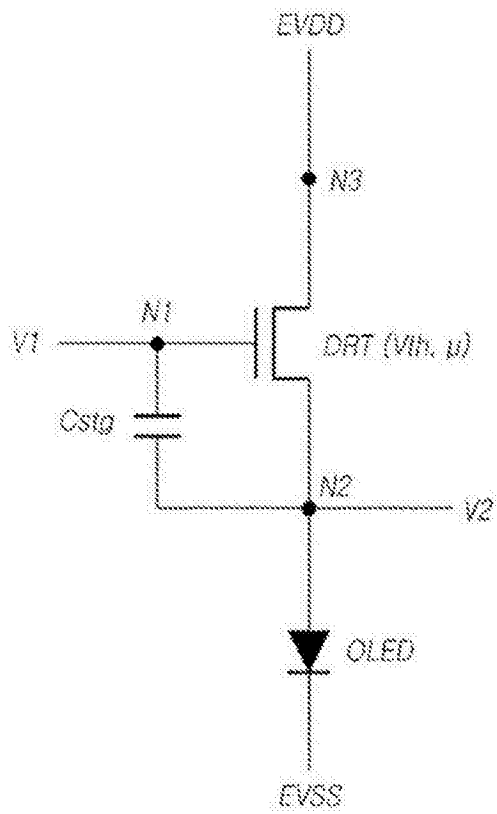 EVDD
N3
N1
V1
DRT (Vth, μ)
Cstg
N2
V2
OLED
EVSS